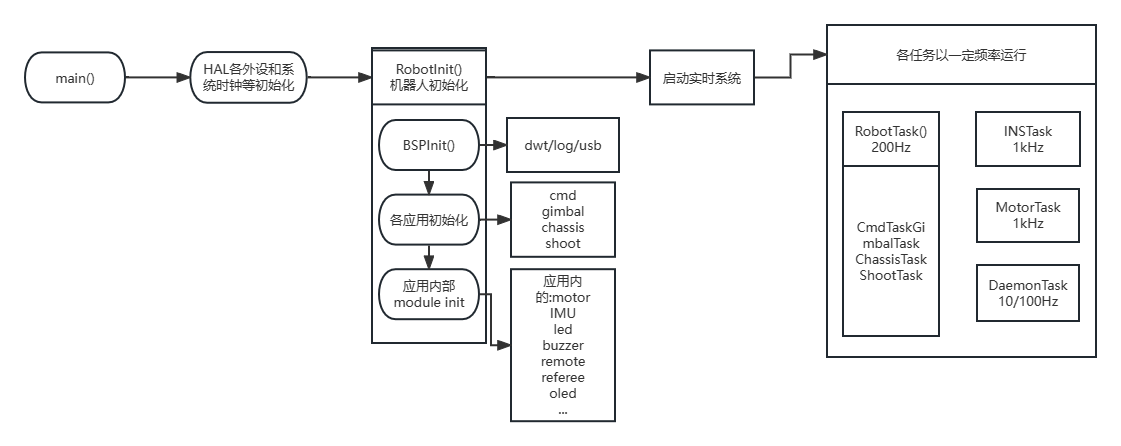 main()
HAL各外设和系
统时钟等初始化
RobotInit()
机器人初始化
BSPInit()
dwt/log/usb
各应用初始化
cmd
gimbal
chassis
shoot
应用内部
module init
应用内
的:motor
IMU
led
buzzer
remote
referee
oled
...
启动实时系统
各任务以一定频率运行
RobotTask()
200Hz
CmdTaskGi
mbalTask
ChassisTask
ShootTask
INSTask
1kHz
MotorTask
1kHz
DaemonTask
10/100Hz